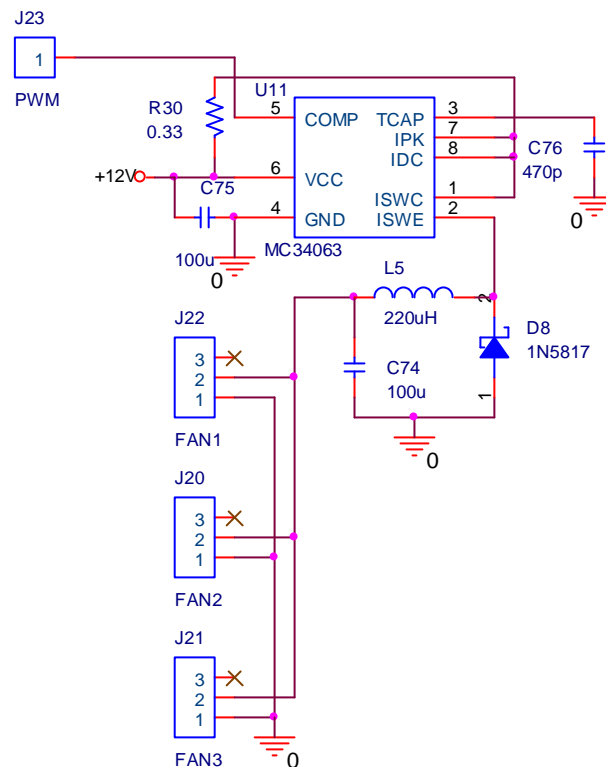 J23
1
PWM
R30
0.33
U11
5 COMP
TCAP 3
IPK 7
IDC 8
6 VCC
ISWC 1
4 GND
ISWE 2
MC34063
+12V
C75
100u
0
C76
470p
0
L5
220uH
2
D8
1N5817
1
C74
100u
0
J22
3
2
1
FAN1
J20
3
2
1
FAN2
J21
3
2
1
FAN3
0